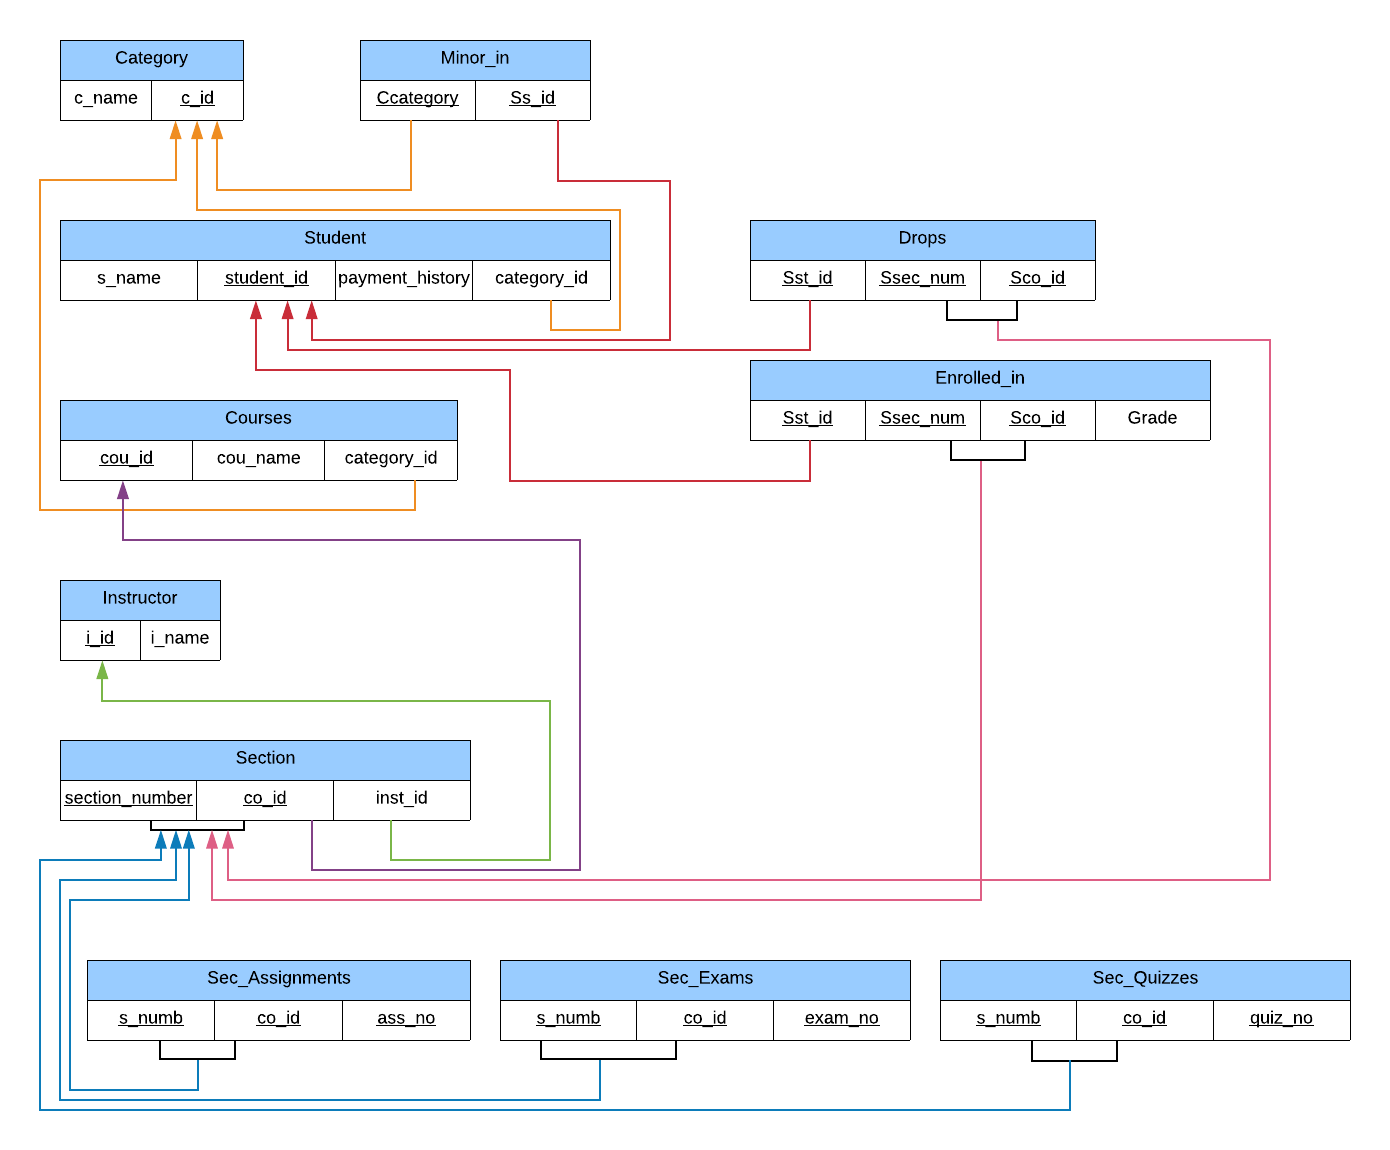 Category
c_name c_id
Minor_in
Ccategory Ss_id
Student
s_name student_id payment_history category_id
Drops
Sst_id Ssec_num Sco_id
Enrolled_in
Sst_id Ssec_num Sco_id Grade
Courses
cou_id cou_name category_id
Instructor
i_id i_name
Section
section_number co_id inst_id
Sec_Assignments
s_numb co_id ass_no
Sec_Exams
s_numb co_id exam_no
Sec_Quizzes
s_numb co_id quiz_no